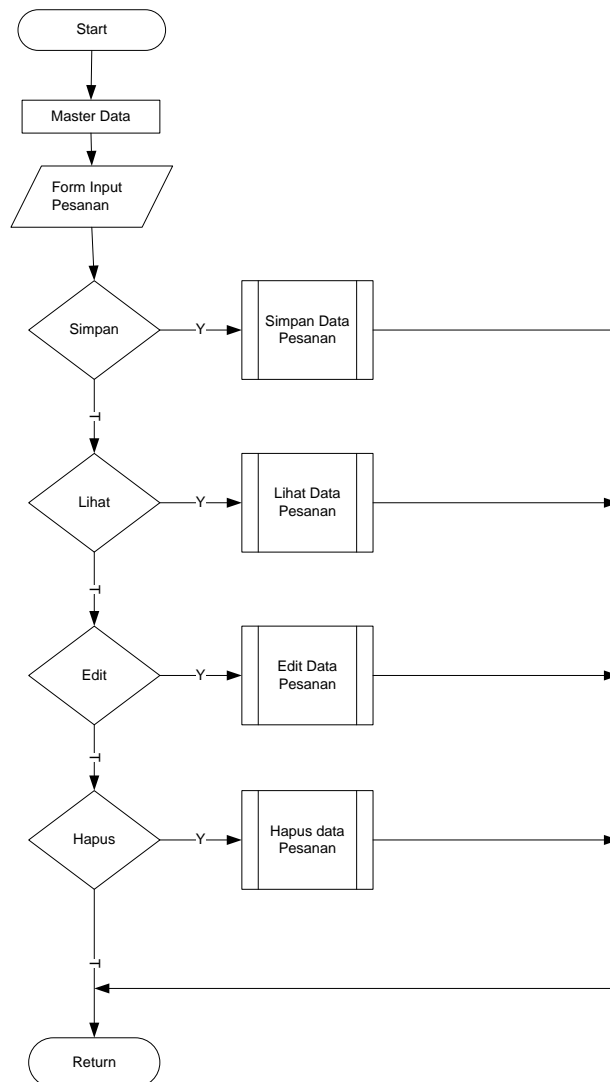 Start
Master Data
Form Input
Pesanan
Simpan
Y
Simpan Data
Pesanan
T
Lihat
Y
Lihat Data
Pesanan
T
Edit
Y
Edit Data
Pesanan
T
Hapus
Y
Hapus data
Pesanan
T
Return